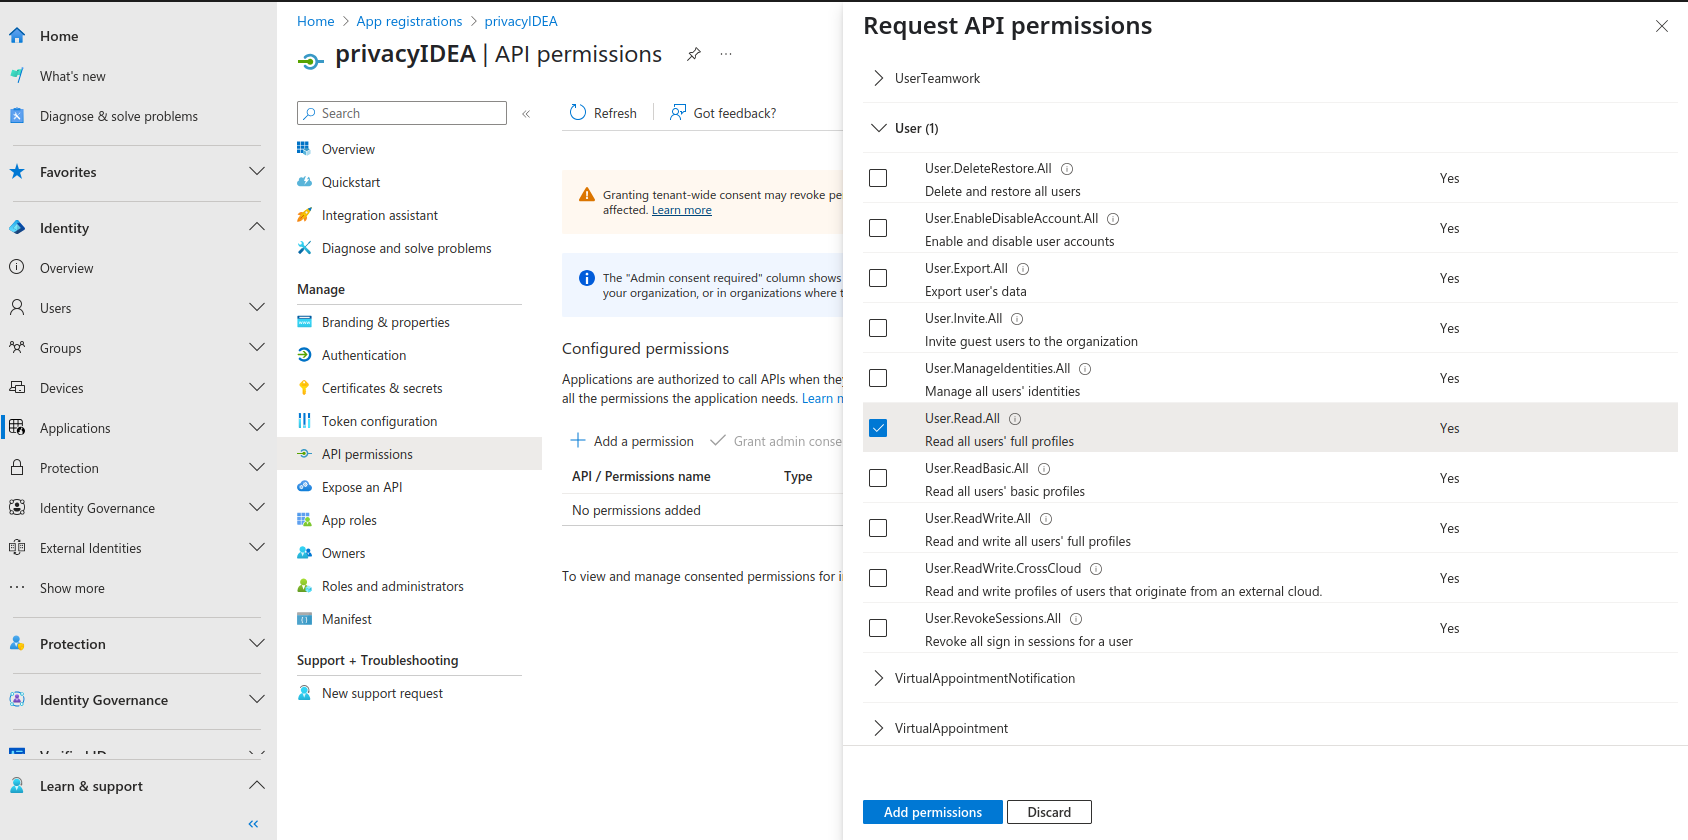 Home
What's new
Diagnose & solve problems
Favorites
Identity
Overview
Users
Groups
Devices
Applications
Protection
Identity Governance
External Identities
Show more
Protection
Identity Governance
Learn & support
«
Home > App registrations > privacyIDEA
privacyIDEA | API permissions
...
Search
«
Overview
Quickstart
Integration assistant
Diagnose and solve problems
Manage
Branding & properties
Authentication
Certificates & secrets
Token configuration
API permissions
Expose an API
App roles
Owners
Roles and administrators
Manifest
Support + Troubleshooting
New support request
Refresh
Got feedback?
Granting tenant-wide consent may revoke pe
affected. Learn more
The "Admin consent required" column shows
your organization, or in organizations where t
Configured permissions
Applications are authorized to call APIs when the
all the permissions the application needs. Learn
Add a permission
Grant admin conse
API / Permissions name Type
No permissions added
To view and manage consented permissions for i
Request API permissions
UserTeamwork
User (1)
User.DeleteRestore.All
Delete and restore all users
Yes
User.EnableDisableAccount.All
Enable and disable user accounts
Yes
User.Export.All
Export user's data
Yes
User.Invite.All
Invite guest users to the organization
Yes
User.ManageIdentities.All
Manage all users' identities
Yes
User.Read.All
Read all users' full profiles
Yes
User.ReadBasic.All
Read all users' basic profiles
Yes
User.ReadWrite.All
Read and write all users' full profiles
Yes
User.ReadWrite.CrossCloud
Read and write profiles of users that originate from an external cloud.
Yes
User.RevokeSessions.All
Revoke all sign in sessions for a user
Yes
VirtualAppointmentNotification
VirtualAppointment
Add permissions
Discard